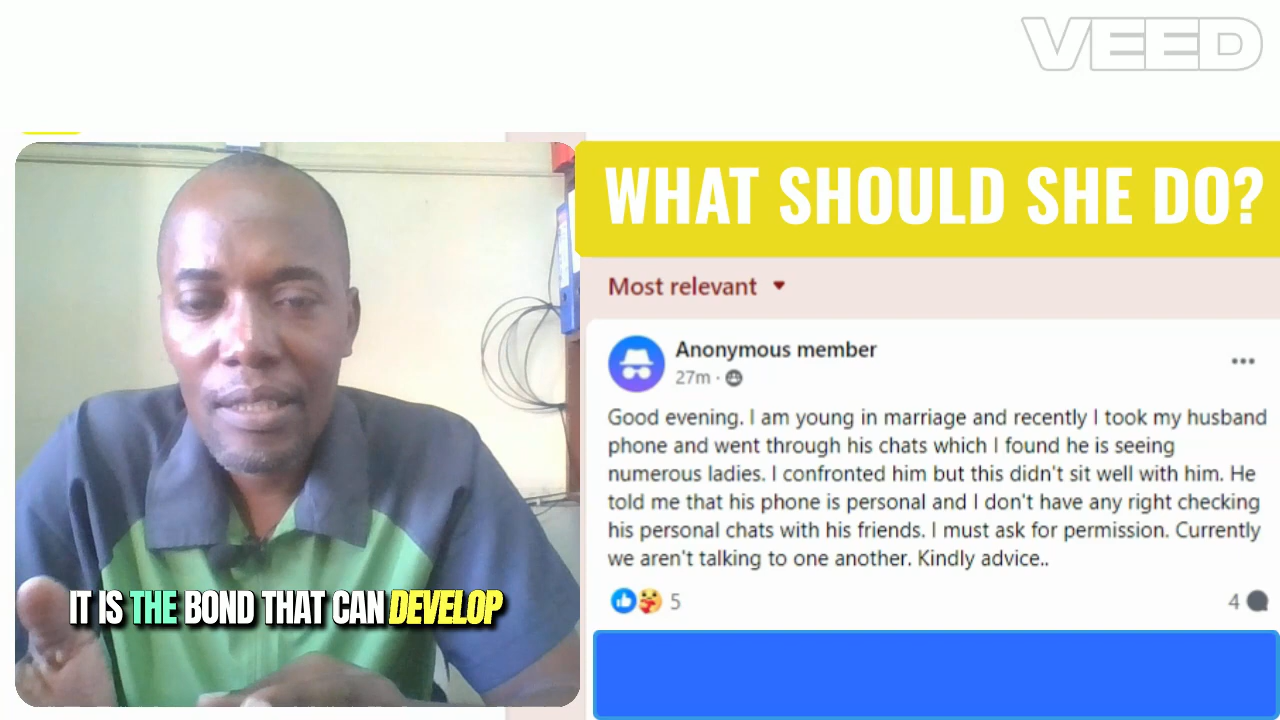 VEED
WHAT SHOULD SHE DO?
Most relevant
Anonymous member
27m ·
Good evening. I am young in marriage and recently I took my husband
phone and went through his chats which I found he is seeing
numerous ladies. I confronted him but this didn't sit well with him. He
told me that his phone is personal and I don't have any right checking
his personal chats with his friends. I must ask for permission. Currently
we aren't talking to one another. Kindly advice..
5
4
IT IS THE BOND THAT CAN DEVELOP